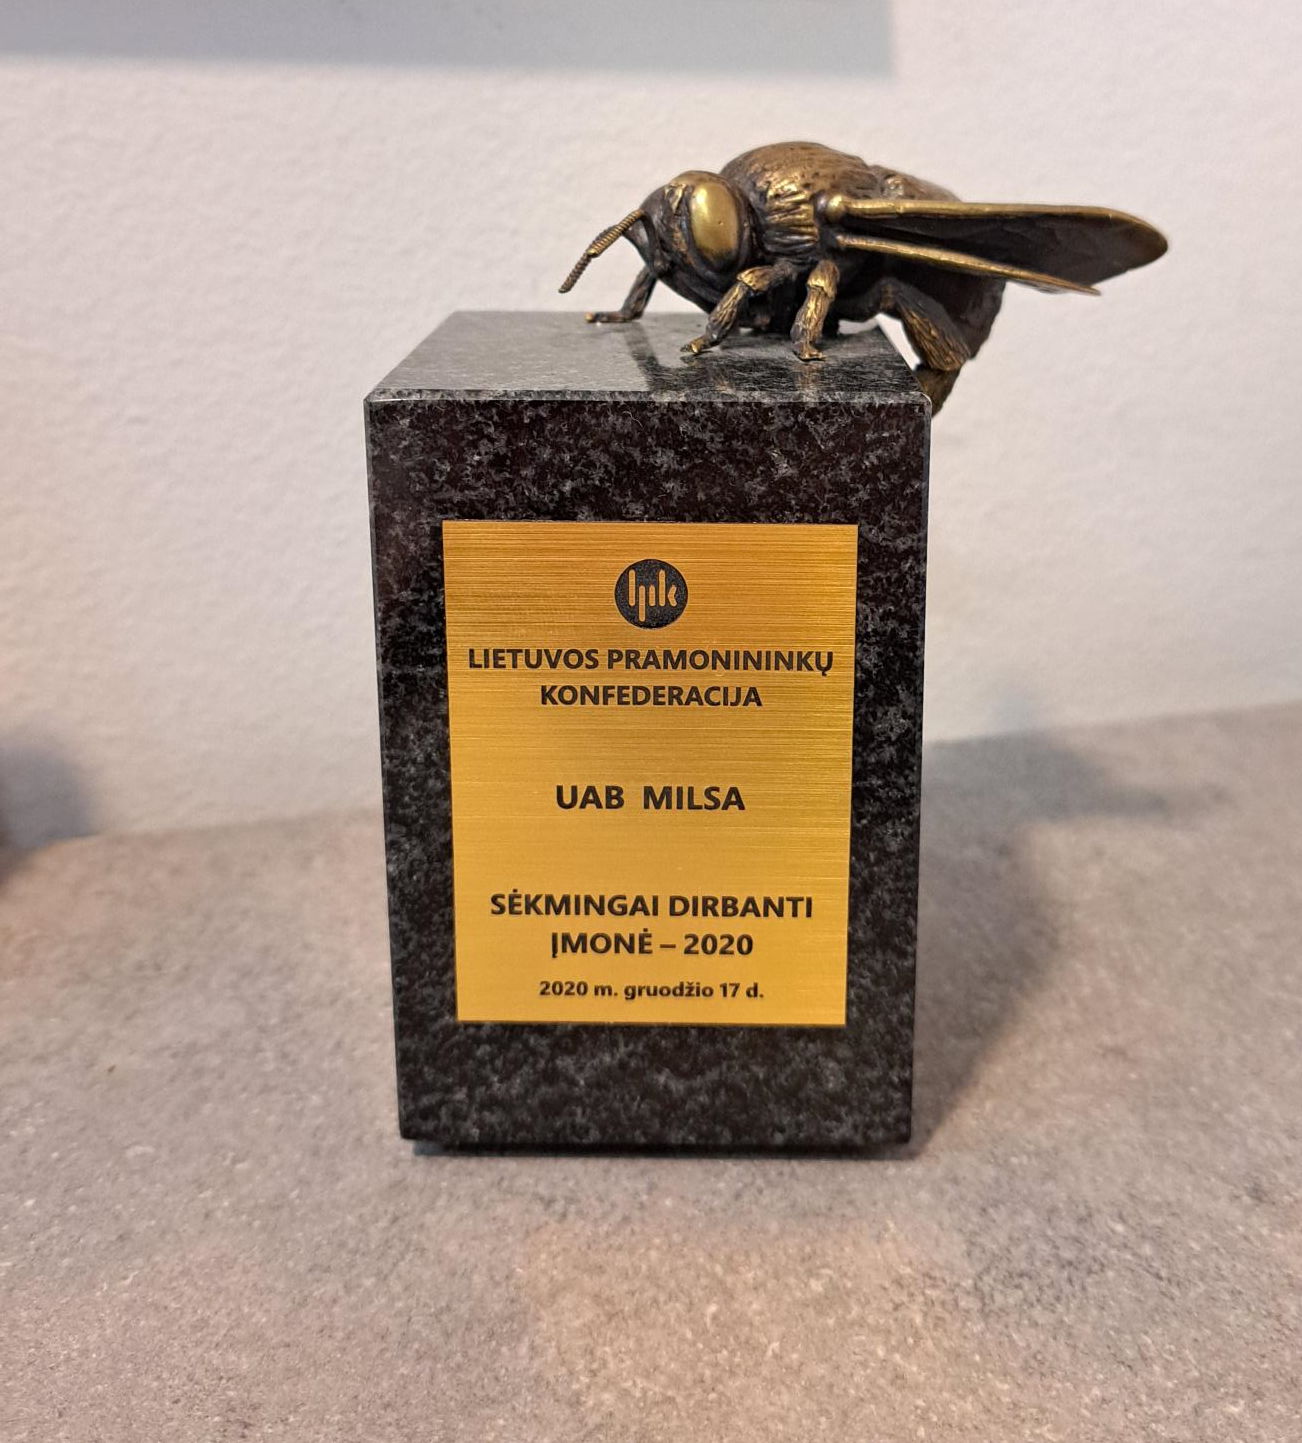 lpk
LIETUVOS PRAMONININKŲ
KONFEDERACIJA
UAB MILSA
SĖKMINGAI DIRBANTI
ĮMONĖ – 2020
2020 m. gruodžio 17 d.